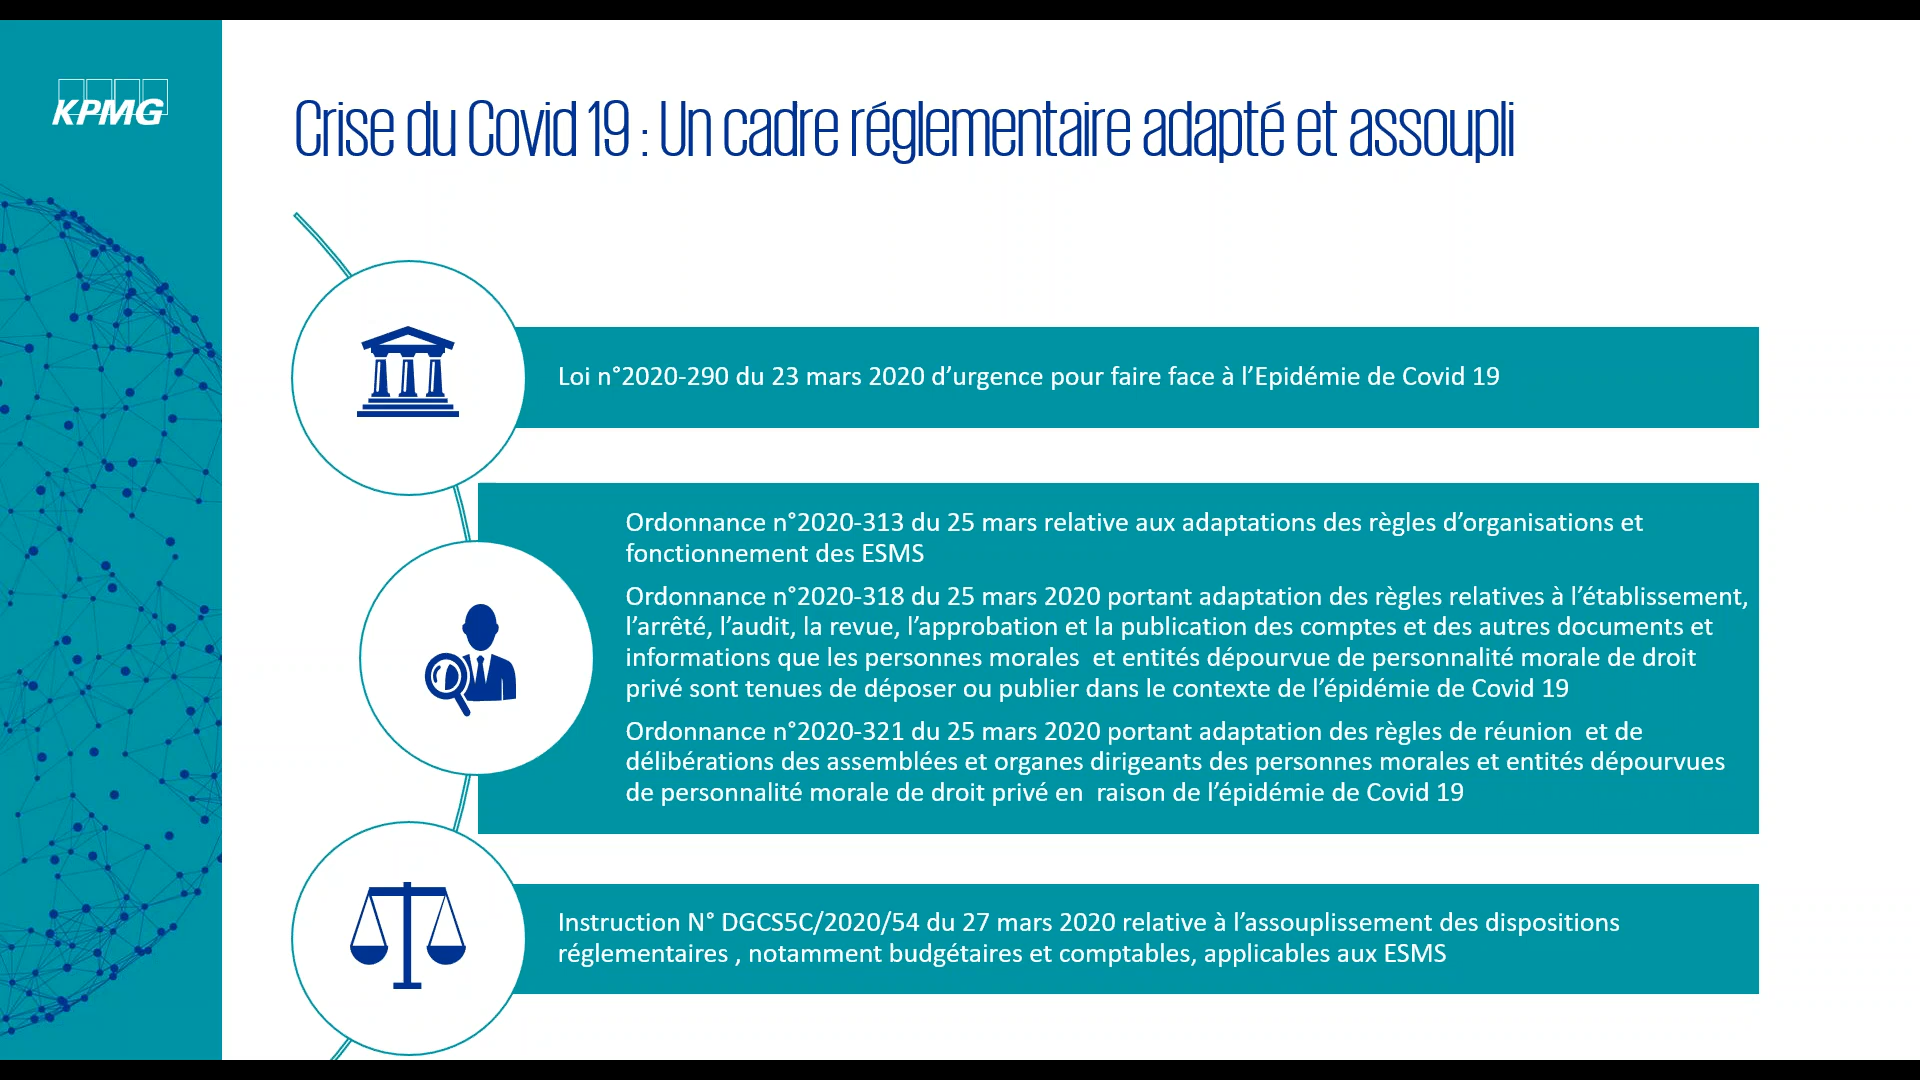 KPMG
Crise du Covid 19 : Un cadre réglementaire adapté et assoupli
Loi n°2020-290 du 23 mars 2020 d’urgence pour faire face à l’Epidémie de Covid 19
Ordonnance n°2020-313 du 25 mars relative aux adaptations des règles d’organisations et
fonctionnement des ESMS
Ordonnance n°2020-318 du 25 mars 2020 portant adaptation des règles relatives à l’établissement,
l’arrêté, l’audit, la revue, l’approbation et la publication des comptes et des autres documents et
informations que les personnes morales  et entités dépourvue de personnalité morale de droit
privé sont tenues de déposer ou publier dans le contexte de l’épidémie de Covid 19
Ordonnance n°2020-321 du 25 mars 2020 portant adaptation des règles de réunion  et de
délibérations des assemblées et organes dirigeants des personnes morales et entités dépourvues
de personnalité morale de droit privé en  raison de l’épidémie de Covid 19
Instruction N° DGCS5C/2020/54 du 27 mars 2020 relative à l’assouplissement des dispositions
réglementaires , notamment budgétaires et comptables, applicables aux ESMS